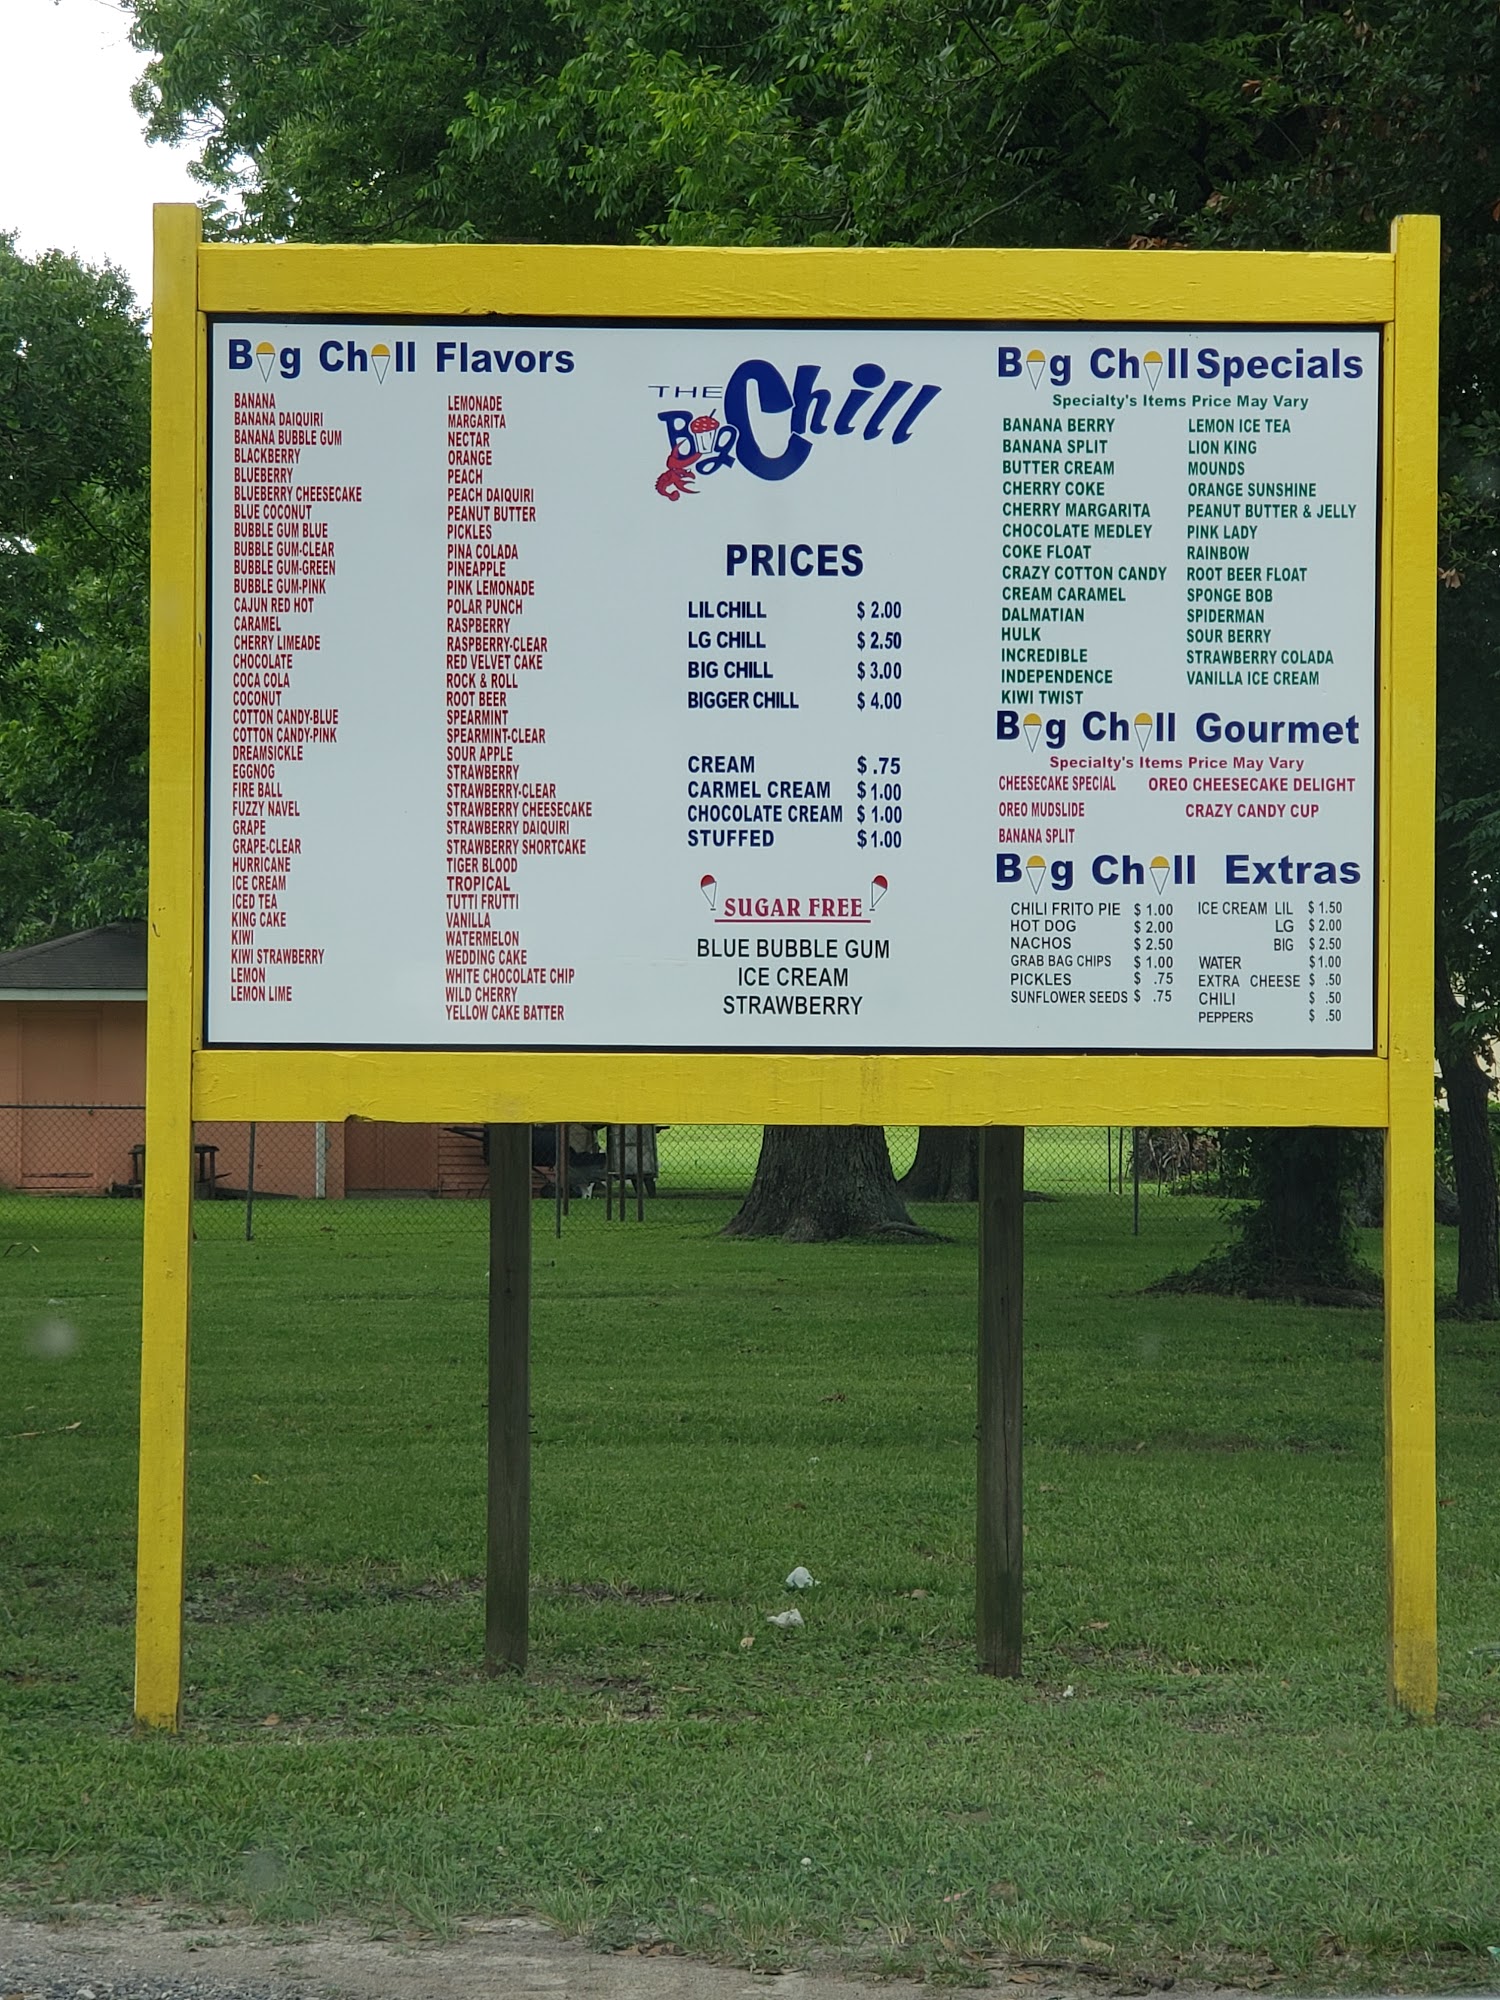 Big Chill Flavors
BANANA
BANANA DAIQUIRI
BANANA BUBBLE GUM
BLACKBERRY
BLUEBERRY
BLUEBERRY CHEESECAKE
BLUE COCONUT
BUBBLE GUM BLUE
BUBBLE GUM-CLEAR
BUBBLE GUM-GREEN
BUBBLE GUM-PINK
CAJUN RED HOT
CARAMEL
CHERRY LIMEADE
CHOCOLATE
COCA COLA
COCONUT
COTTON CANDY-BLUE
COTTON CANDY-PINK
DREAMSICKLE
EGGNOG
FIRE BALL
FUZZY NAVEL
GRAPE
GRAPE-CLEAR
HURRICANE
ICE CREAM
ICED TEA
KING CAKE
KIWI
KIWI STRAWBERRY
LEMON
LEMON LIME
LEMONADE
MARGARITA
NECTAR
ORANGE
PEACH
PEACH DAIQUIRI
PEANUT BUTTER
PICKLES
PINA COLADA
PINEAPPLE
PINK LEMONADE
POLAR PUNCH
RASPBERRY
RASPBERRY-CLEAR
RED VELVET CAKE
ROCK & ROLL
ROOT BEER
SPEARMINT
SPEARMINT-CLEAR
SOUR APPLE
STRAWBERRY
STRAWBERRY-CLEAR
STRAWBERRY CHEESECAKE
STRAWBERRY DAIQUIRI
STRAWBERRY SHORTCAKE
TIGER BLOOD
TROPICAL
TUTTI FRUTTI
VANILLA
WATERMELON
WEDDING CAKE
WHITE CHOCOLATE CHIP
WILD CHERRY
YELLOW CAKE BATTER
THE
Big Chill
PRICES
LIL CHILL $ 2.00
LG CHILL $ 2.50
BIG CHILL $ 3.00
BIGGER CHILL $ 4.00
CREAM $ .75
CARMEL CREAM $ 1.00
CHOCOLATE CREAM $ 1.00
STUFFED $ 1.00
SUGAR FREE
BLUE BUBBLE GUM
ICE CREAM
STRAWBERRY
Big Chill Specials
Specialty's Items Price May Vary
BANANA BERRY
BANANA SPLIT
BUTTER CREAM
CHERRY COKE
CHERRY MARGARITA
CHOCOLATE MEDLEY
COKE FLOAT
CRAZY COTTON CANDY
CREAM CARAMEL
DALMATIAN
HULK
INCREDIBLE
INDEPENDENCE
KIWI TWIST
LEMON ICE TEA
LION KING
MOUNDS
ORANGE SUNSHINE
PEANUT BUTTER & JELLY
PINK LADY
RAINBOW
ROOT BEER FLOAT
SPONGE BOB
SPIDERMAN
SOUR BERRY
STRAWBERRY COLADA
VANILLA ICE CREAM
Big Chill Gourmet
Specialty's Items Price May Vary
CHEESECAKE SPECIAL
OREO MUDSLIDE
BANANA SPLIT
OREO CHEESECAKE DELIGHT
CRAZY CANDY CUP
Big Chill Extras
CHILI FRITO PIE $ 1.00
HOT DOG $ 2.00
NACHOS $ 2.50
GRAB BAG CHIPS $ 1.00
PICKLES $ .75
SUNFLOWER SEEDS $ .75
ICE CREAM LIL $ 1.50
LG $ 2.00
BIG $ 2.50
WATER $ 1.00
EXTRA CHEESE $ .50
CHILI $ .50
PEPPERS $ .50